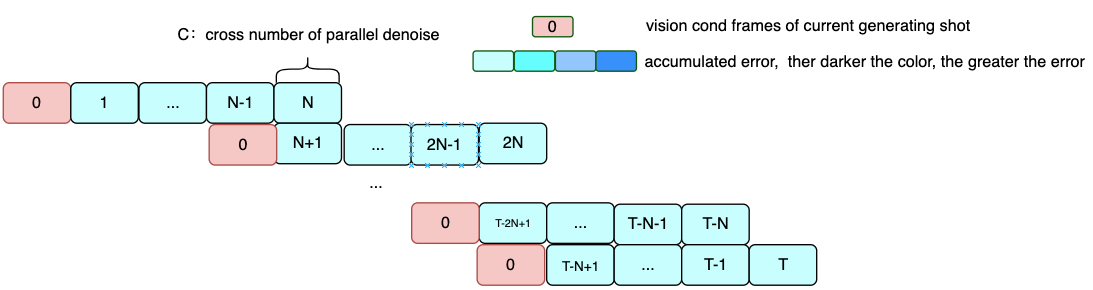 0 vision cond frames of current generating shot
C: cross number of parallel denoise
accumulated error, ther darker the color, the greater the error
0 1 ... N-1 N
0 N+1 ... 2N-1 2N
...
0 T-2N+1 ... T-N-1 T-N
0 T-N+1 ... T-1 T